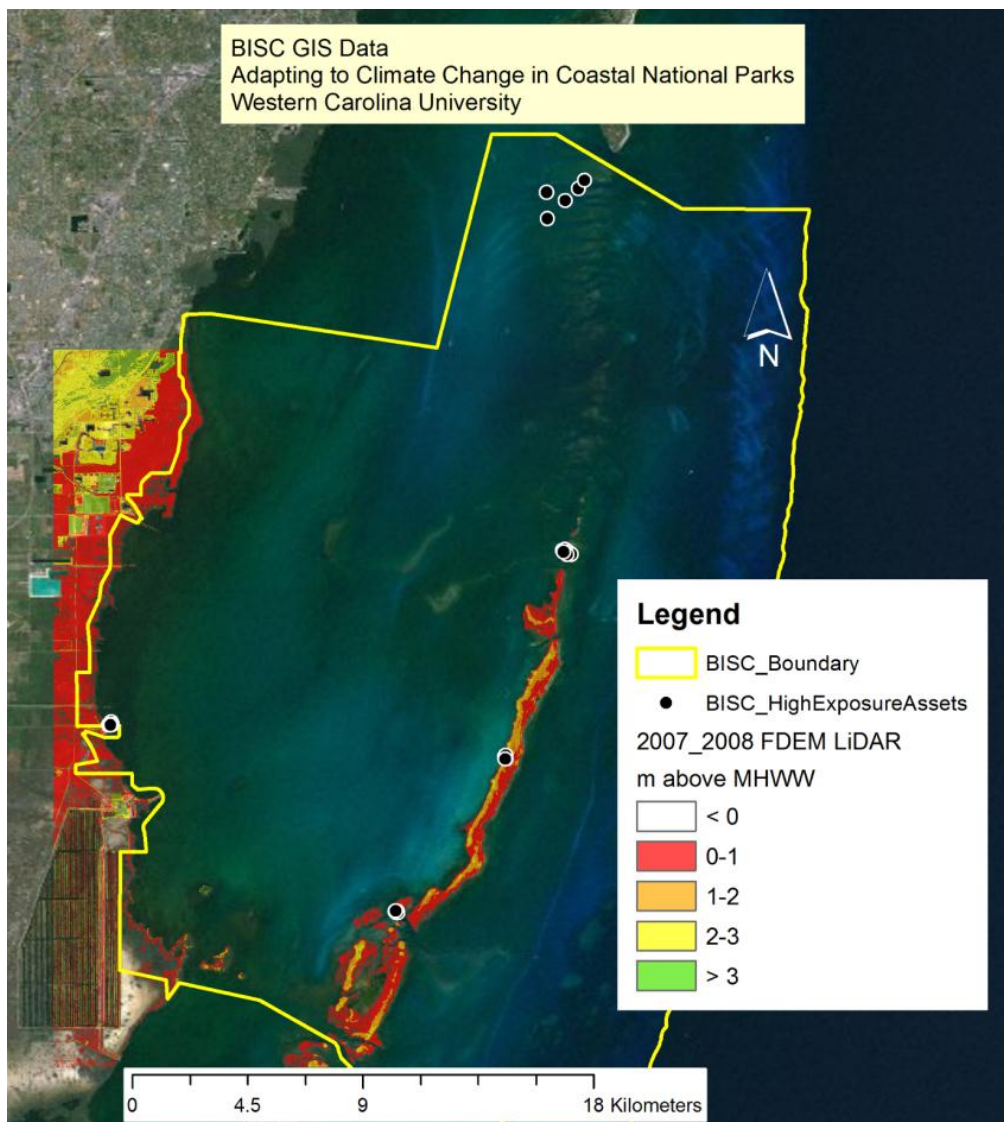 BISC GIS Data
Adapting to Climate Change in Coastal National Parks
Western Carolina University
N
Legend
BISC_Boundary
BISC_HighExposureAssets
2007_2008 FDEM LiDAR
m above MHWW
< 0
0-1
1-2
2-3
> 3
0 4.5 9 18 Kilometers